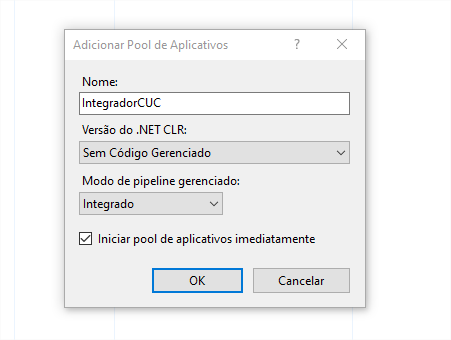 Adicionar Pool de Aplicativos
Nome:
IntegradorCUC
Versão do .NET CLR:
Sem Código Gerenciado
Modo de pipeline gerenciado:
Integrado
Iniciar pool de aplicativos imediatamente
OK Cancelar